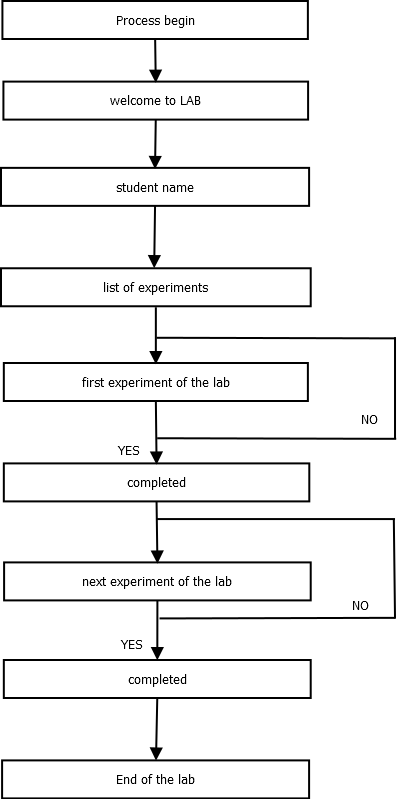 Process begin
welcome to LAB
student name
list of experiments
first experiment of the lab
NO
YES
completed
next experiment of the lab
NO
YES
completed
End of the lab